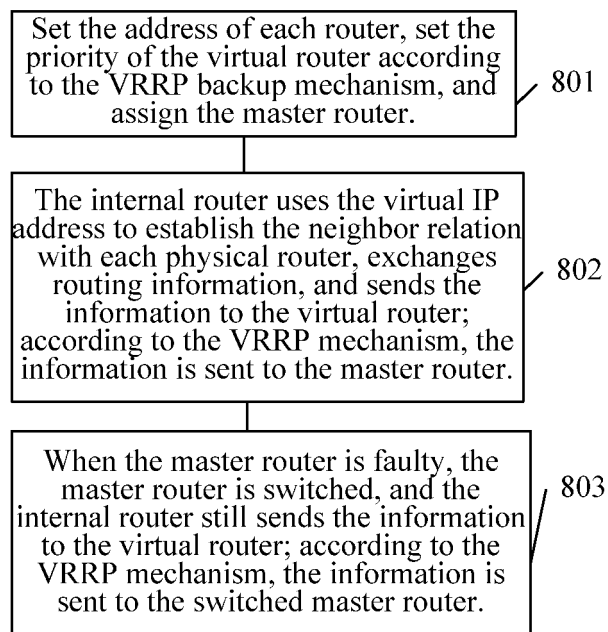 Set the address of each router, set the
priority of the virtual router according
to the VRRP backup mechanism, and
assign the master router.
801
The internal router uses the virtual IP
address to establish the neighbor relation
with each physical router, exchanges
routing information, and sends the
information to the virtual router;
according to the VRRP mechanism, the
information is sent to the master router.
802
When the master router is faulty, the
master router is switched, and the
internal router still sends the information
to the virtual router; according to the
VRRP mechanism, the information is
sent to the switched master router.
803